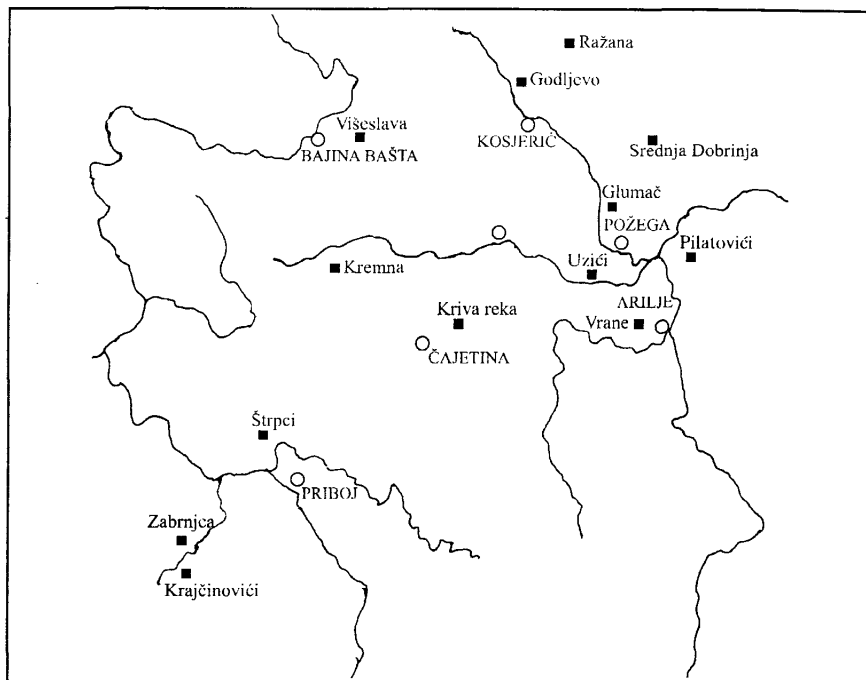 Ražana
Godljevo
Višeslava
BAJINA BAŠTA
KOSJERIĆ
Srednja Dobrinja
Glumač
POŽEGA
Pilatovići
Uzići
Kremna
ARILJE
Kriva reka
Vrane
ČAJETINA
Štrpci
PRIBOJ
Zabrnjca
Krajčinovići